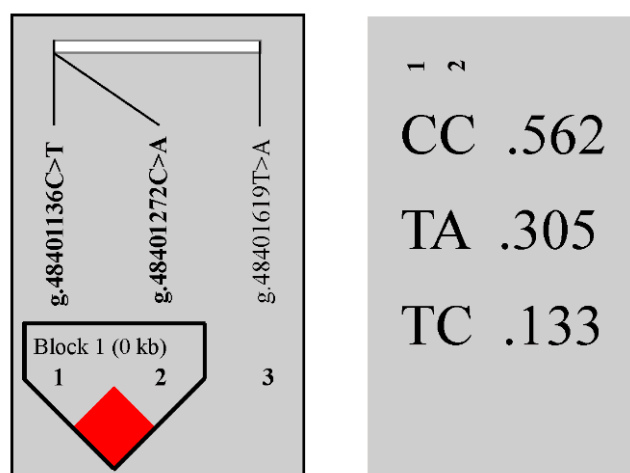 g.48401136C>T
g.48401272C>A
g.48401619T>A
Block 1 (0 kb)
1 2 3
1 2
CC .562
TA .305
TC .133